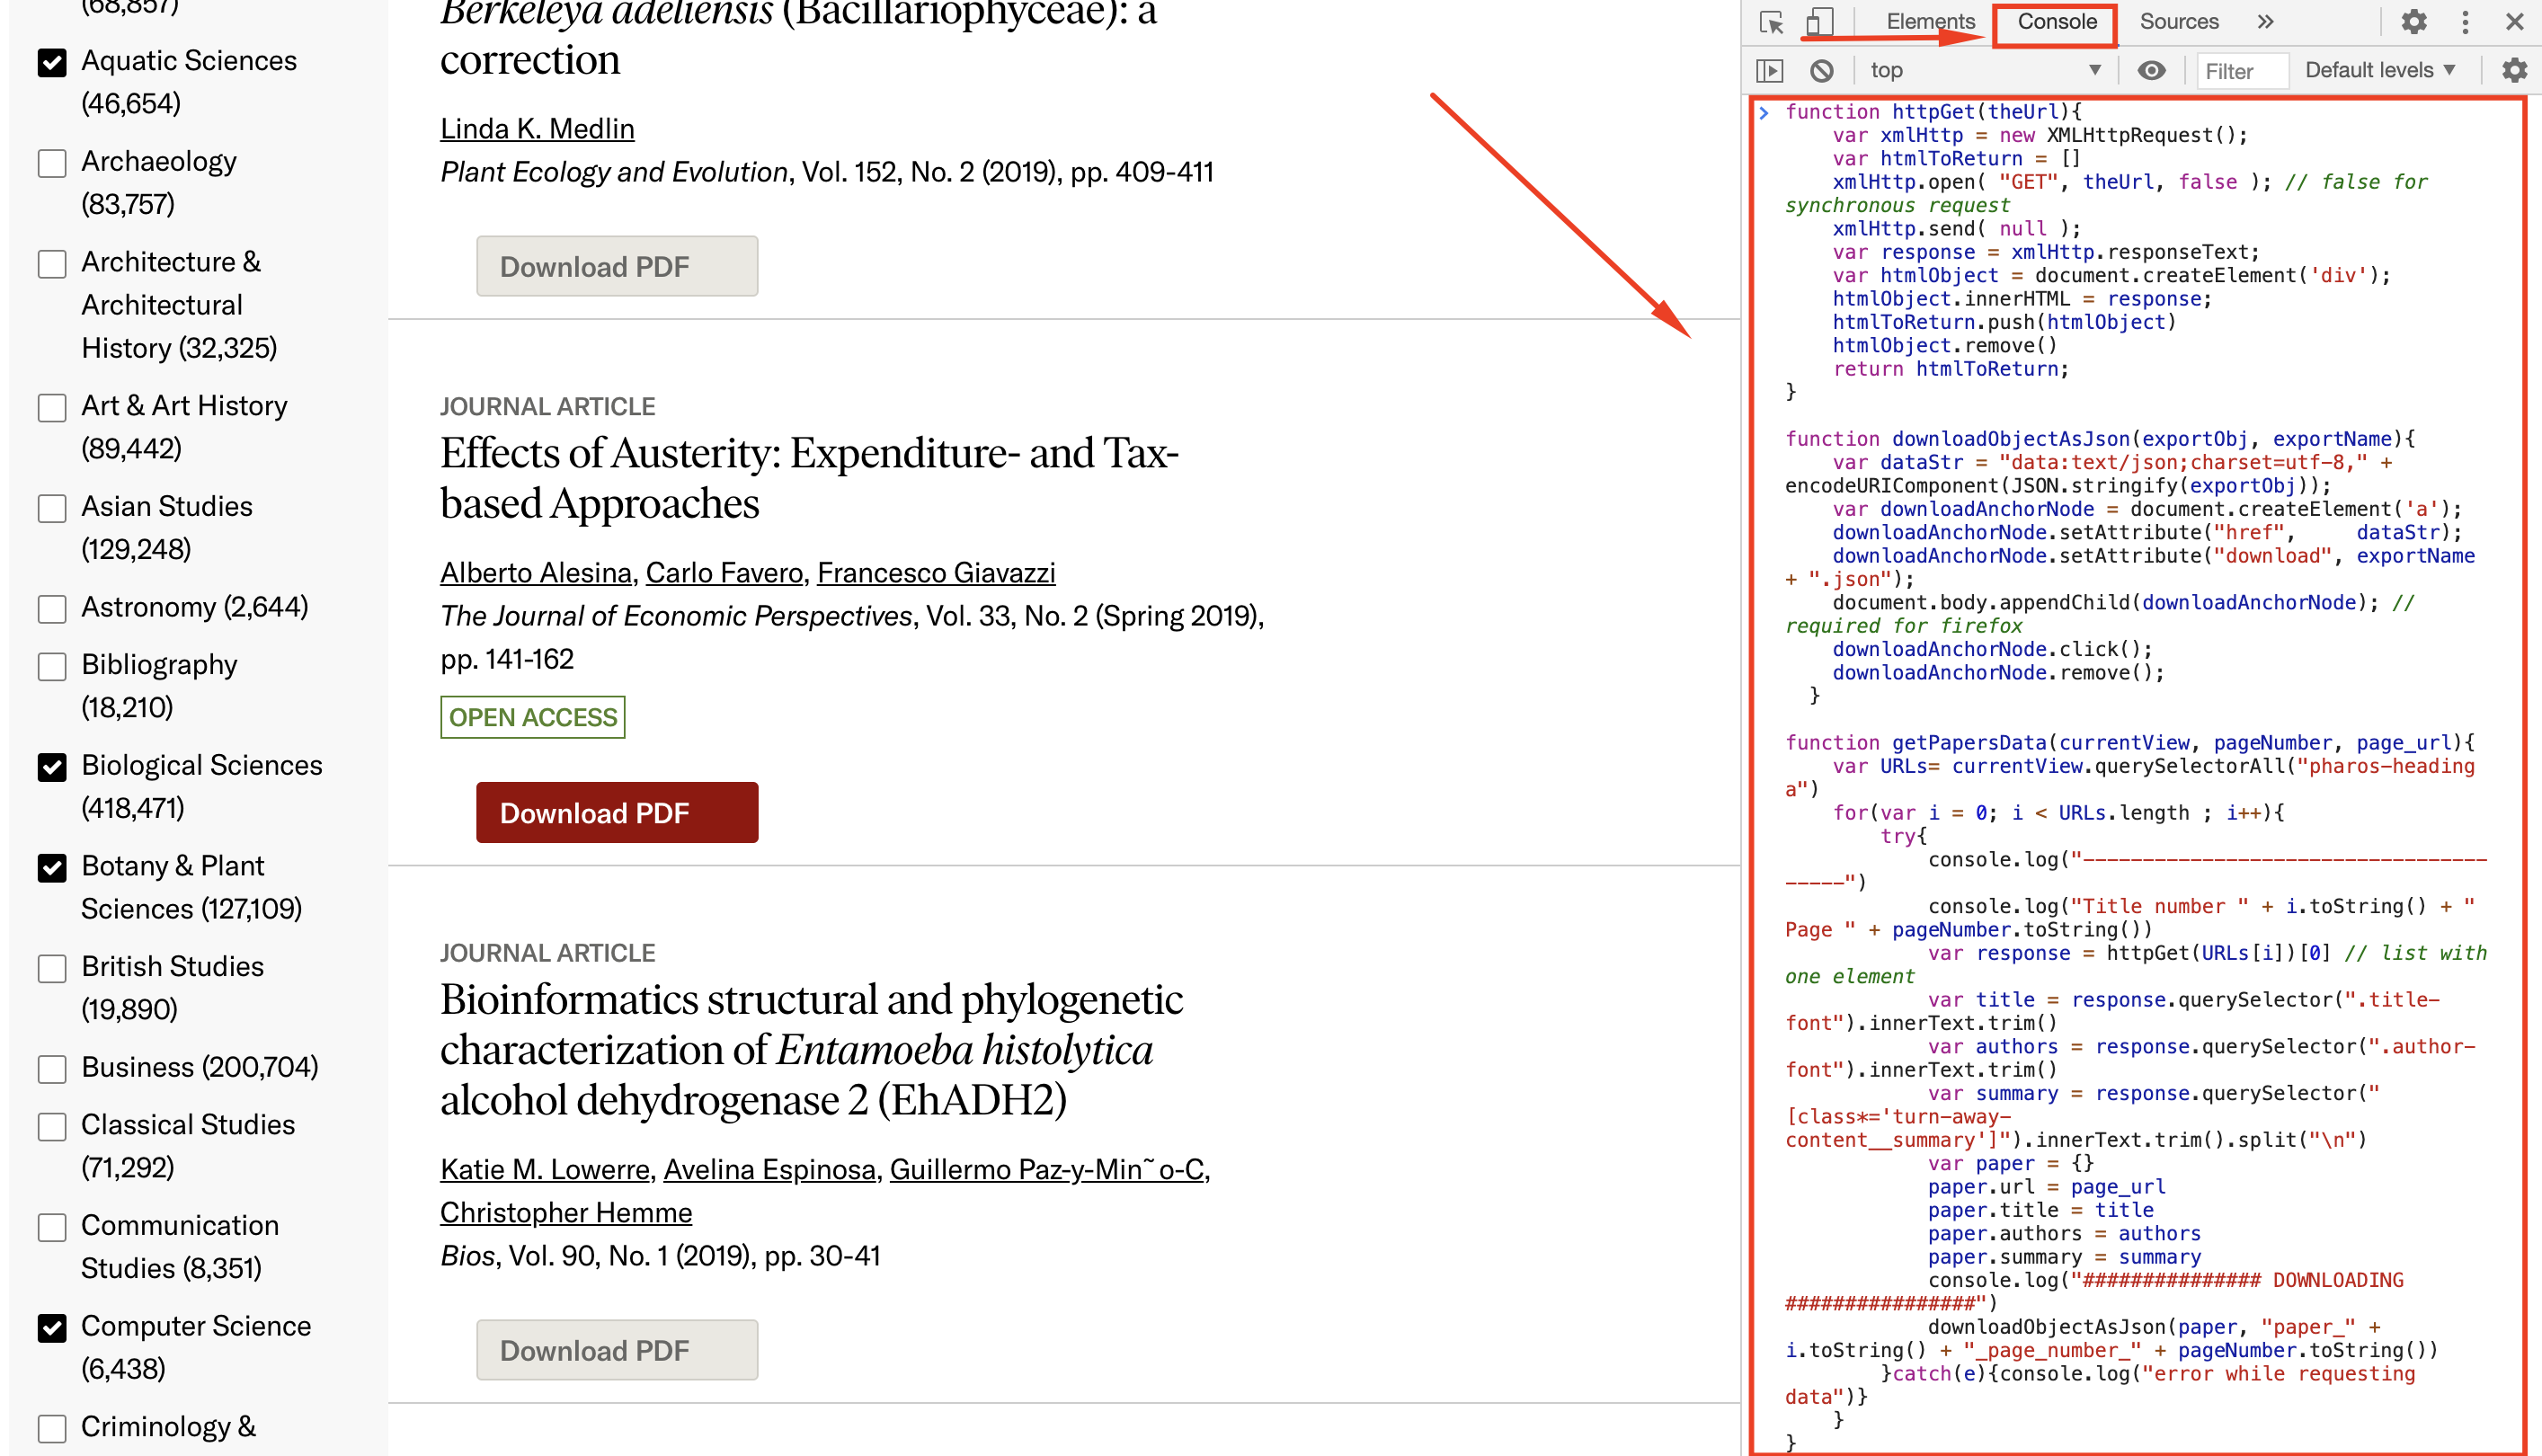 (68,857)
Aquatic Sciences
(46,654)
Archaeology
(83,757)
Architecture &
Architectural
History (32,325)
Art & Art History
(89,442)
Asian Studies
(129,248)
Astronomy (2,644)
Bibliography
(18,210)
Biological Sciences
(418,471)
Botany & Plant
Sciences (127,109)
British Studies
(19,890)
Business (200,704)
Classical Studies
(71,292)
Communication
Studies (8,351)
Computer Science
(6,438)
Criminology &
Berkeleya adeliensis (Bacillariophyceae): a
correction
Linda K. Medlin
Plant Ecology and Evolution, Vol. 152, No. 2 (2019), pp. 409-411
Download PDF
JOURNAL ARTICLE
Effects of Austerity: Expenditure- and Tax-
based Approaches
Alberto Alesina, Carlo Favero, Francesco Giavazzi
The Journal of Economic Perspectives, Vol. 33, No. 2 (Spring 2019),
pp. 141-162
OPEN ACCESS
Download PDF
JOURNAL ARTICLE
Bioinformatics structural and phylogenetic
characterization of Entamoeba histolytica
alcohol dehydrogenase 2 (EhADH2)
Katie M. Lowerre, Avelina Espinosa, Guillermo Paz-y-Min˜o-C,
Christopher Hemme
Bios, Vol. 90, No. 1 (2019), pp. 30-41
Download PDF
Elements Console Sources »
top Filter Default levels
function httpGet(theUrl){
    var xmlHttp = new XMLHttpRequest();
    var htmlToReturn = []
    xmlHttp.open( "GET", theUrl, false ); // false for
synchronous request
    xmlHttp.send( null );
    var response = xmlHttp.responseText;
    var htmlObject = document.createElement('div');
    htmlObject.innerHTML = response;
    htmlToReturn.push(htmlObject)
    htmlObject.remove()
    return htmlToReturn;
}
function downloadObjectAsJson(exportObj, exportName){
    var dataStr = "data:text/json;charset=utf-8," +
encodeURIComponent(JSON.stringify(exportObj));
    var downloadAnchorNode = document.createElement('a');
    downloadAnchorNode.setAttribute("href",     dataStr);
    downloadAnchorNode.setAttribute("download", exportName
+ ".json");
    document.body.appendChild(downloadAnchorNode); //
required for firefox
    downloadAnchorNode.click();
    downloadAnchorNode.remove();
  }
function getPapersData(currentView, pageNumber, page_url){
    var URLs= currentView.querySelectorAll("pharos-heading
a")
    for(var i = 0; i < URLs.length ; i++){
        try{
            console.log("----------------------------------
-----")
            console.log("Title number " + i.toString() + "
Page " + pageNumber.toString())
            var response = httpGet(URLs[i])[0] // list with
one element
            var title = response.querySelector(".title-
font").innerText.trim()
            var authors = response.querySelector(".author-
font").innerText.trim()
            var summary = response.querySelector("
[class*='turn-away-
content__summary']").innerText.trim().split("\n")
            var paper = {}
            paper.url = page_url
            paper.title = title
            paper.authors = authors
            paper.summary = summary
            console.log("############### DOWNLOADING
################")
            downloadObjectAsJson(paper, "paper_" +
i.toString() + "_page_number_" + pageNumber.toString())
        }catch(e){console.log("error while requesting
data")}
    }
}